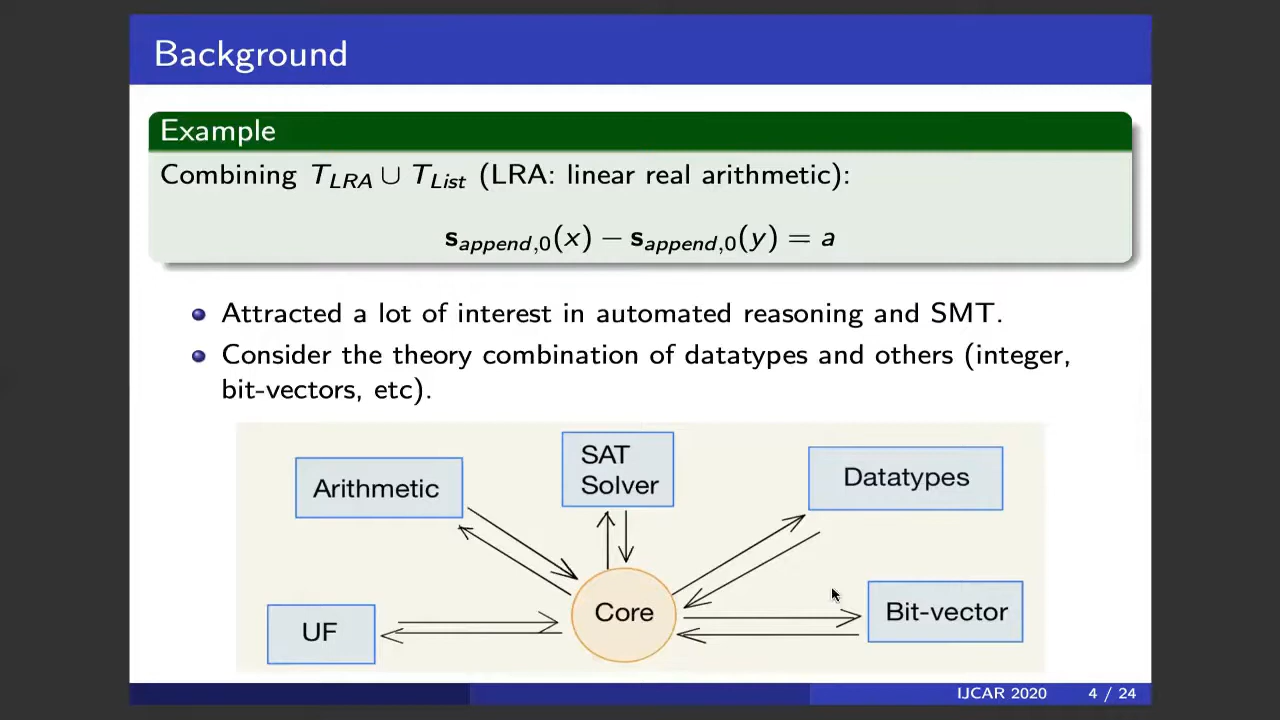 Background
Example
Combining T_LRA ∪ T_List (LRA: linear real arithmetic):
s_append,0(x) − s_append,0(y) = a
Attracted a lot of interest in automated reasoning and SMT.
Consider the theory combination of datatypes and others (integer,
bit-vectors, etc).
SAT
Solver
Arithmetic
Datatypes
UF
Core
Bit-vector
IJCAR 2020 4 / 24